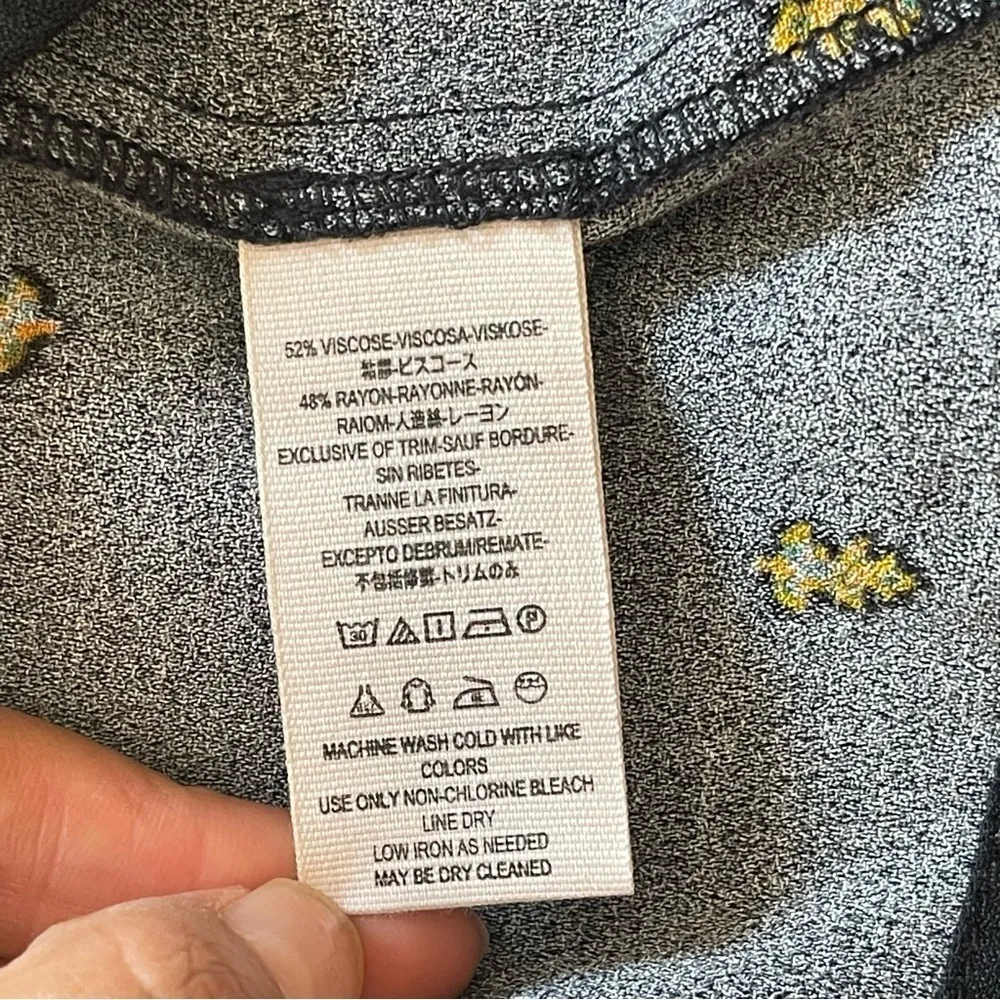 52% VISCOSE-VISCOSA-VISKOSE-
粘膠-ビスコース
48% RAYON-RAYONNE-RAYÓN-
RAIOM-人造絲-レーヨン
EXCLUSIVE OF TRIM-SAUF BORDURE-
SIN RIBETES-
TRANNE LA FINITURA-
AUSSER BESATZ-
EXCEPTO DEBRUM/REMATE-
不包括修整-トリムのみ
30 P
MACHINE WASH COLD WITH LIKE
COLORS
USE ONLY NON-CHLORINE BLEACH
LINE DRY
LOW IRON AS NEEDED
MAY BE DRY CLEANED